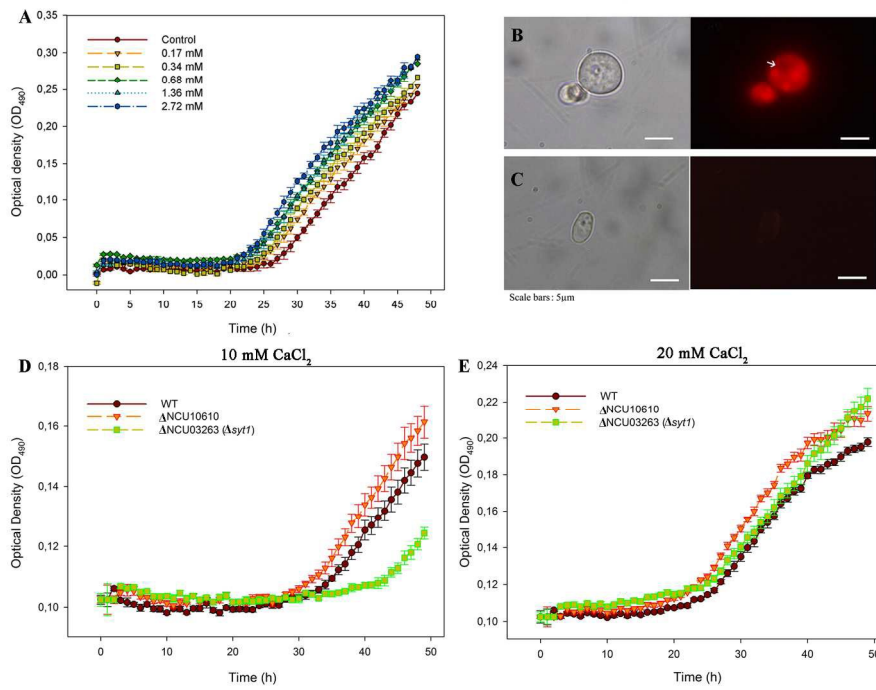 A
0,35
0,30
0,25
0,20
0,15
0,10
0,05
0,00
Optical density (OD490)
0 5 10 15 20 25 30 35 40 45 50
Time (h)
Control
0.17 mM
0.34 mM
0.68 mM
1.36 mM
2.72 mM
B
C
Scale bars: 5µm
D
10 mM CaCl2
0,18
0,16
0,14
0,12
0,10
Optical Density (OD490)
0 10 20 30 40 50
Time (h)
WT
ΔNCU10610
ΔNCU03263 (Δsyt1)
E
20 mM CaCl2
0,24
0,22
0,20
0,18
0,16
0,14
0,12
0,10
Optical Density (OD490)
0 10 20 30 40 50
Time (h)
WT
ΔNCU10610
ΔNCU03263 (Δsyt1)